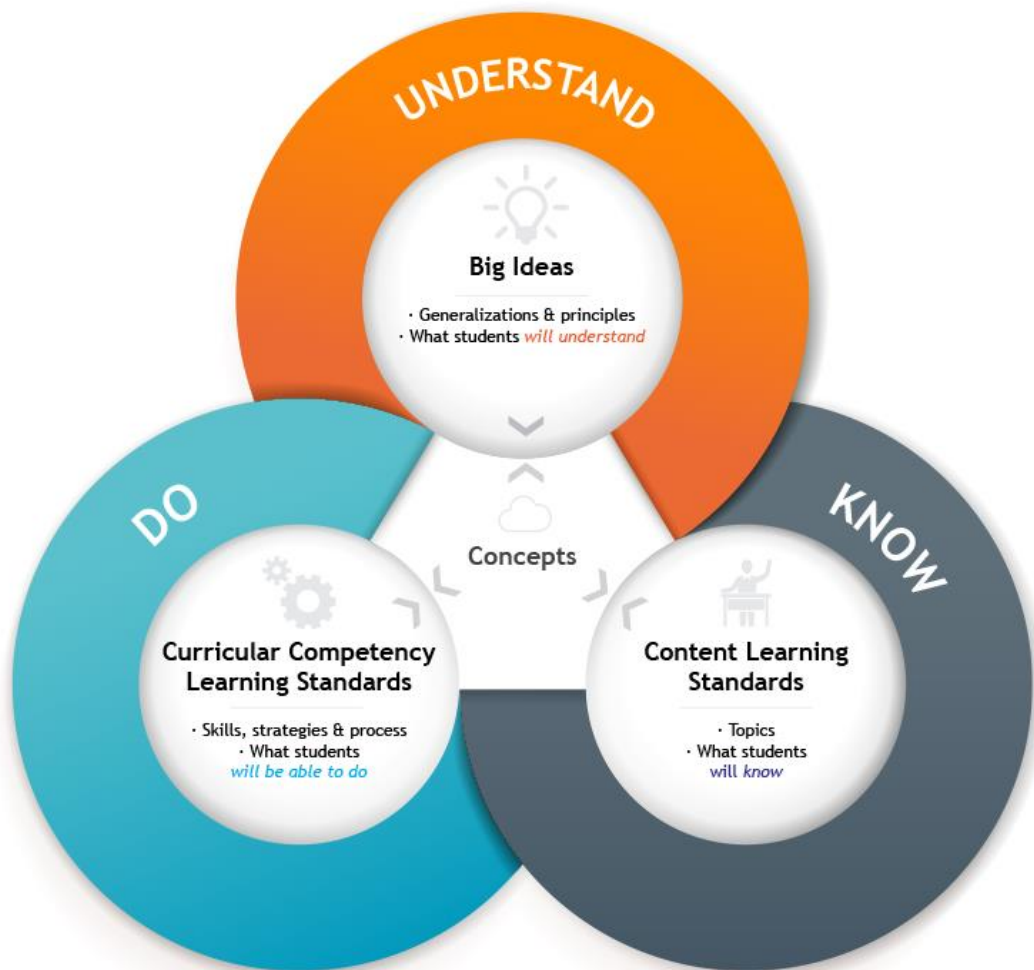 UNDERSTAND
Big Ideas
· Generalizations & principles
· What students will understand
DO
KNOW
Concepts
Curricular Competency
Learning Standards
· Skills, strategies & process
· What students
will be able to do
Content Learning
Standards
· Topics
· What students
will know